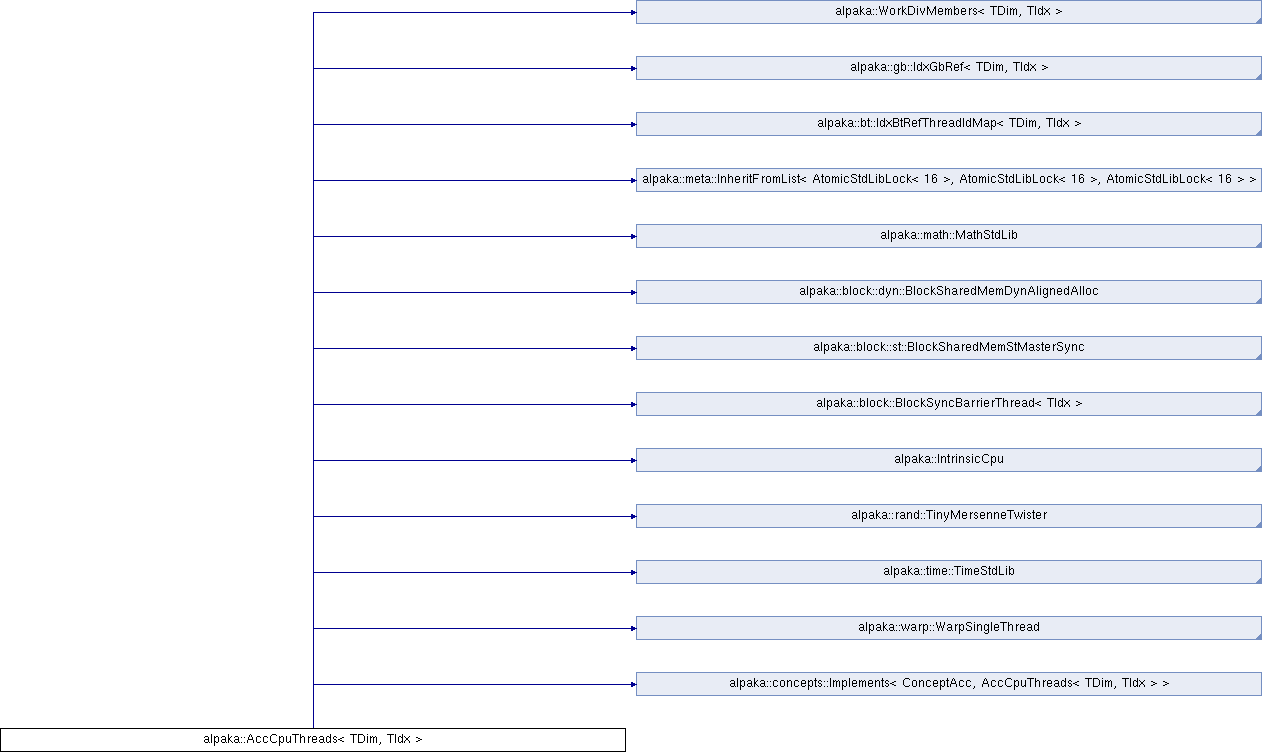 alpaka::WorkDivMembers< TDim, TIdx >
alpaka::gb::IdxGbRef< TDim, TIdx >
alpaka::bt::IdxBtRefThreadIdMap< TDim, TIdx >
alpaka::meta::InheritFromList< AtomicStdLibLock< 16 >, AtomicStdLibLock< 16 >, AtomicStdLibLock< 16 > >
alpaka::math::MathStdLib
alpaka::block::dyn::BlockSharedMemDynAlignedAlloc
alpaka::block::st::BlockSharedMemStMasterSync
alpaka::block::BlockSyncBarrierThread< TIdx >
alpaka::IntrinsicCpu
alpaka::rand::TinyMersenneTwister
alpaka::time::TimeStdLib
alpaka::warp::WarpSingleThread
alpaka::concepts::Implements< ConceptAcc, AccCpuThreads< TDim, TIdx > >
alpaka::AccCpuThreads< TDim, TIdx >